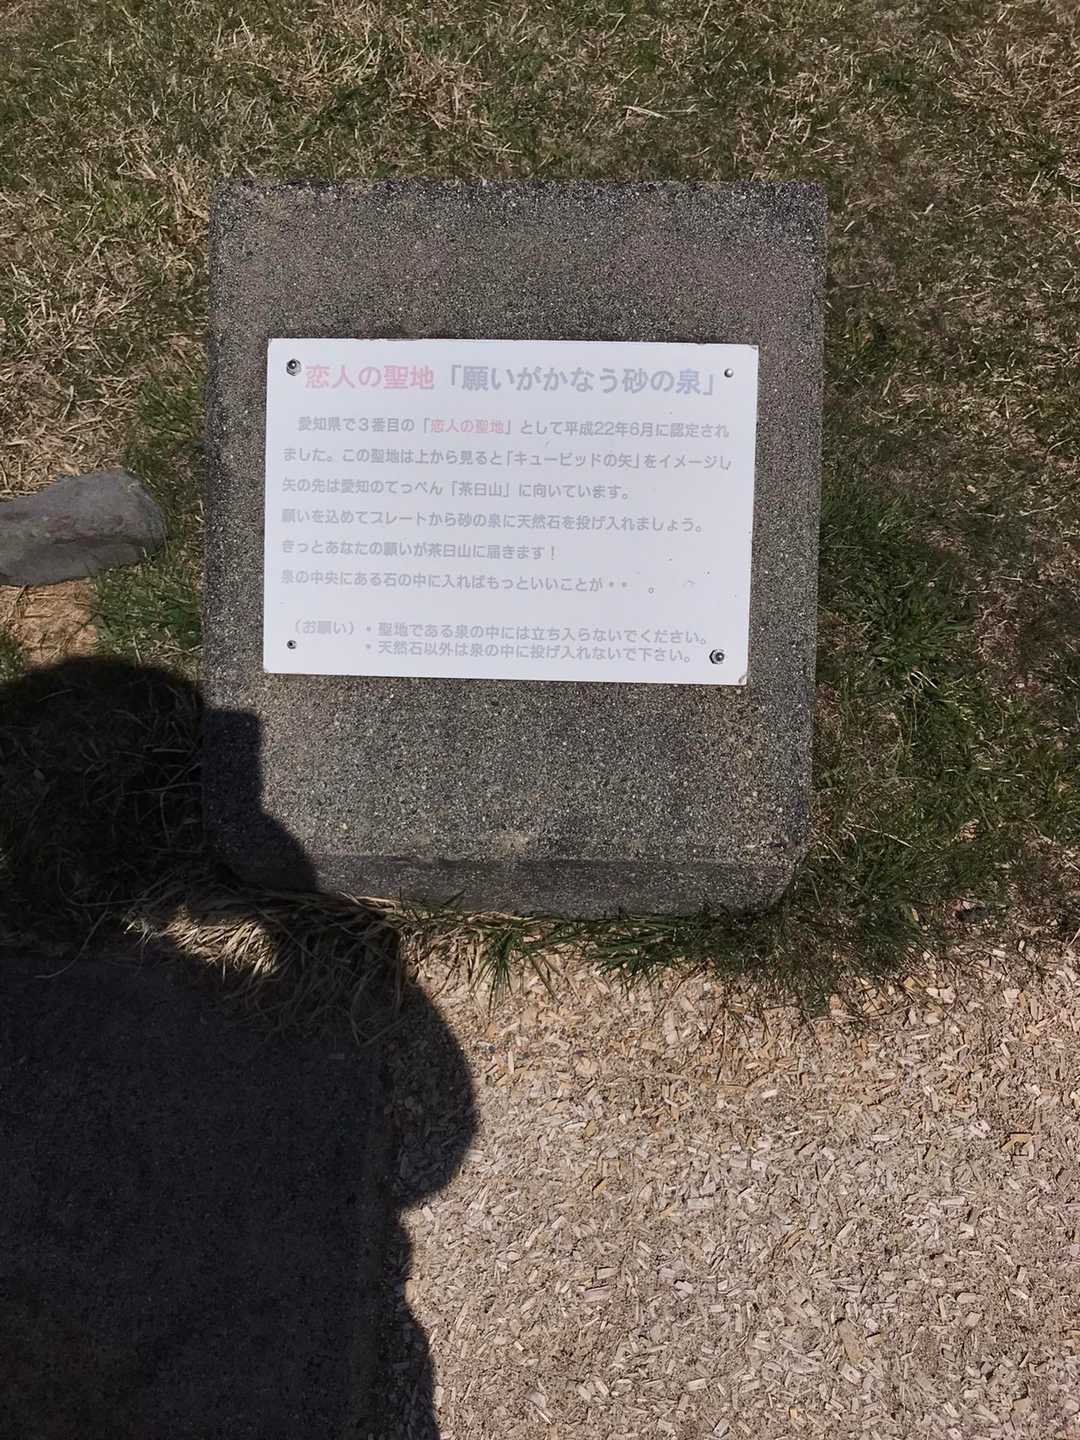 恋人の聖地「願いがかなう砂の泉」
愛知県で３番目の「恋人の聖地」として平成22年6月に認定され
ました。この聖地は上から見ると「キューピッドの矢」をイメージし
矢の先は愛知のてっぺん「茶臼山」に向いています。
願いを込めてプレートから砂の泉に天然石を投げ入れましょう。
きっとあなたの願いが茶臼山に届きます！
泉の中央にある石の中に入ればもっといいことが・・　。
（お願い）・聖地である泉の中には立ち入らないでください。
・天然石以外は泉の中に投げ入れないで下さい。